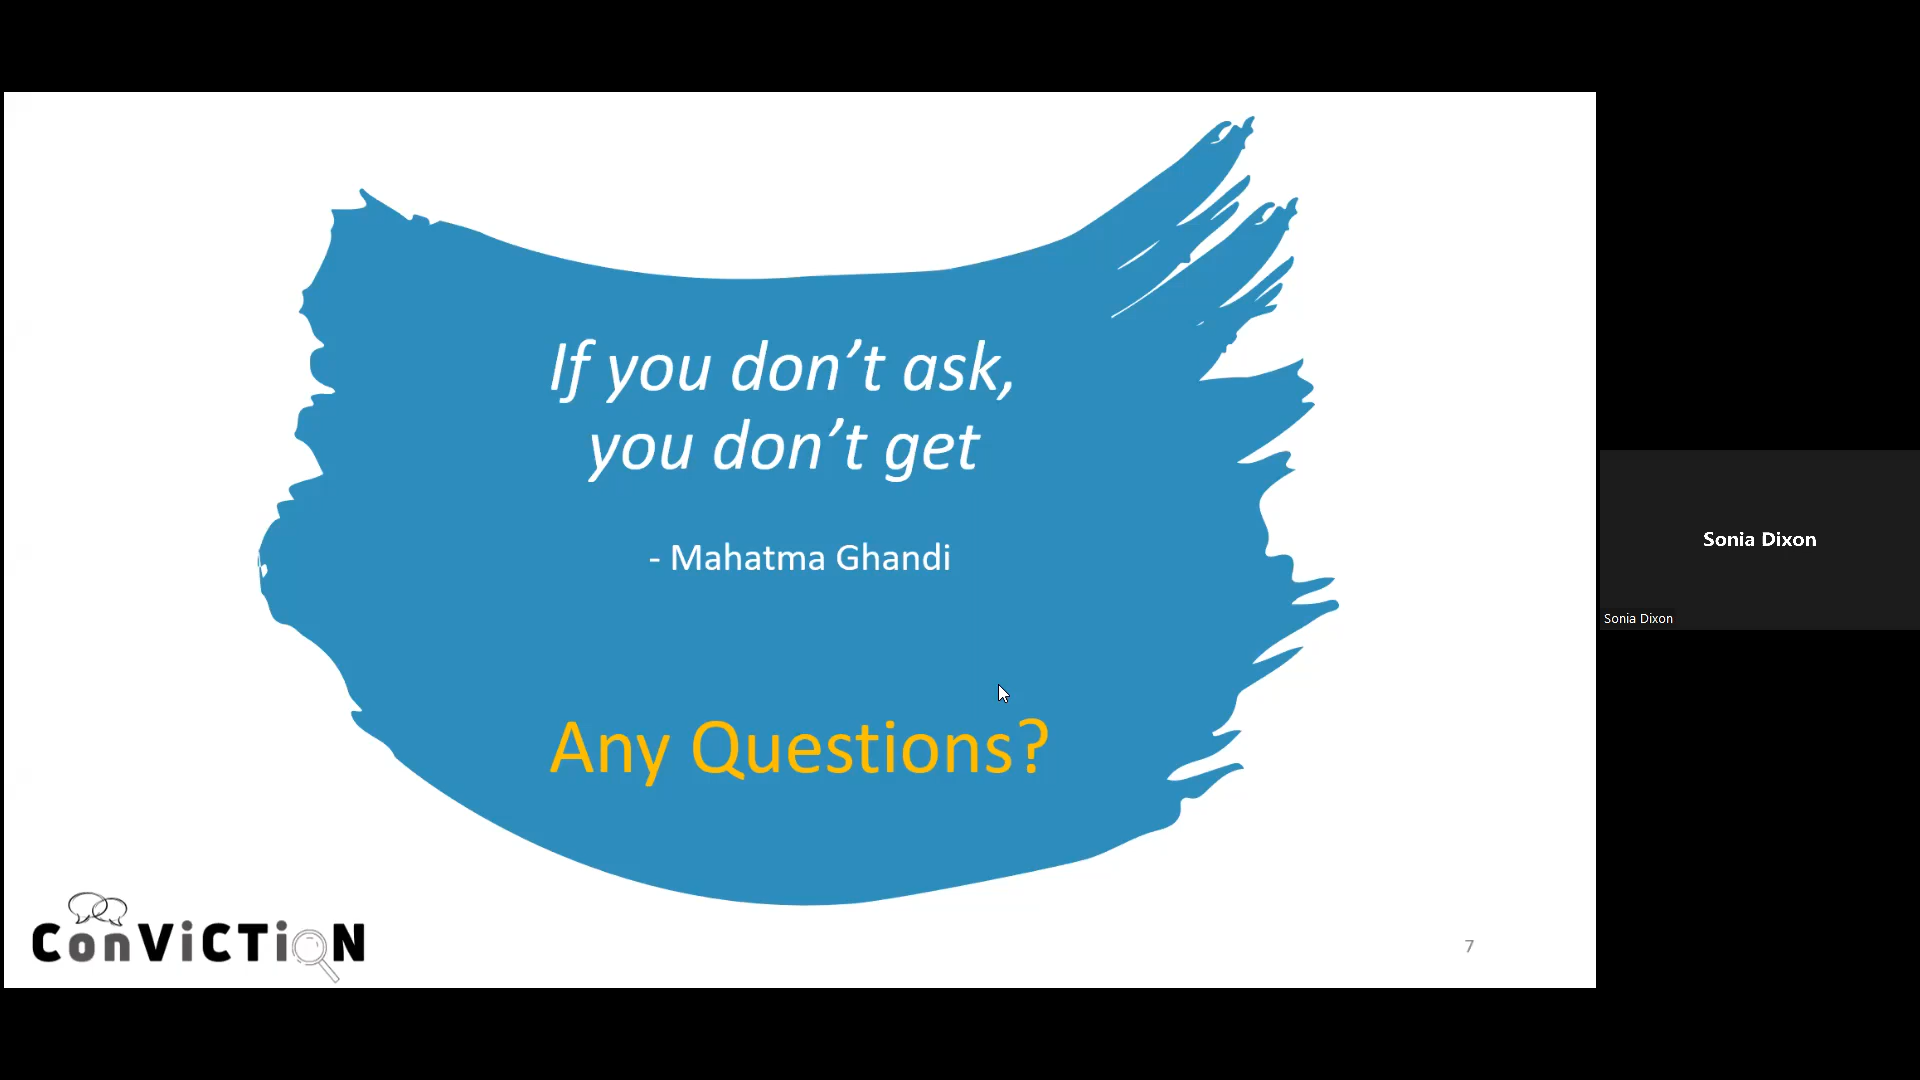 If you don’t ask,
you don’t get
- Mahatma Ghandi
Any Questions?
ConViCTiON
7
Sonia Dixon
Sonia Dixon